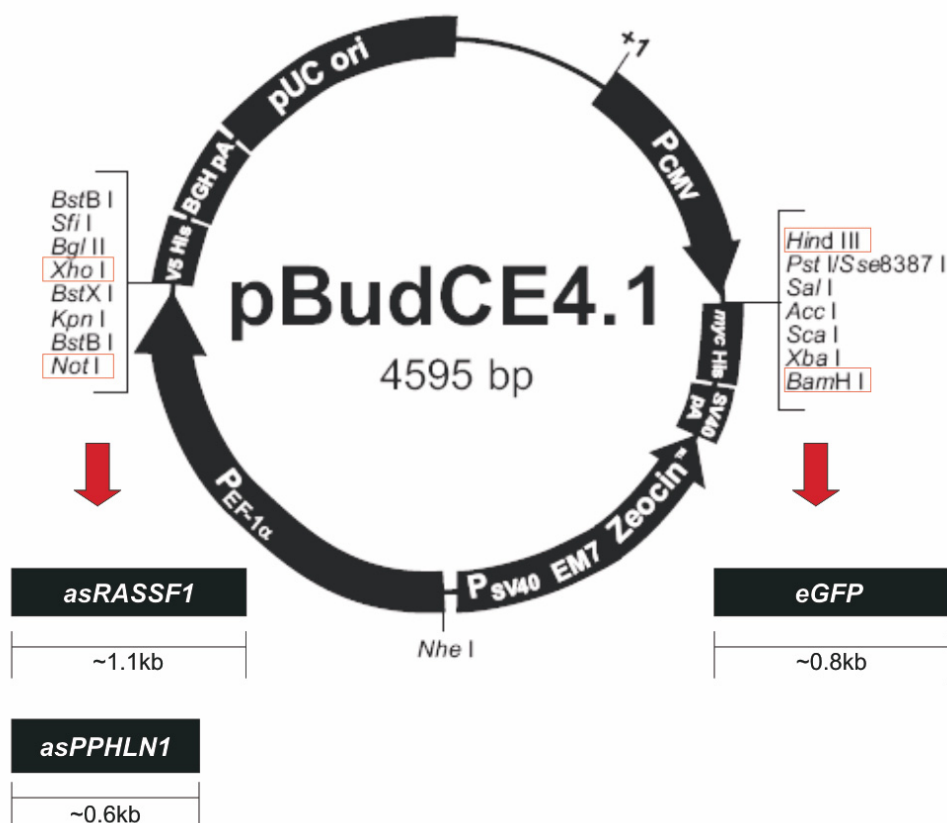 +1
pUC ori
PCMV
BGH pA
V5 His
BstB I
Sfi I
Bgl II
Xho I
BstX I
Kpn I
BstB I
Not I
pBudCE4.1
4595 bp
Hind III
Pst I/Sse8387 I
Sal I
Acc I
Sca I
Xba I
BamH I
myc His
SV40
pA
PEF-1α
PSV40 EM7 Zeocin
Nhe I
asRASSF1
~1.1kb
eGFP
~0.8kb
asPPHLN1
~0.6kb